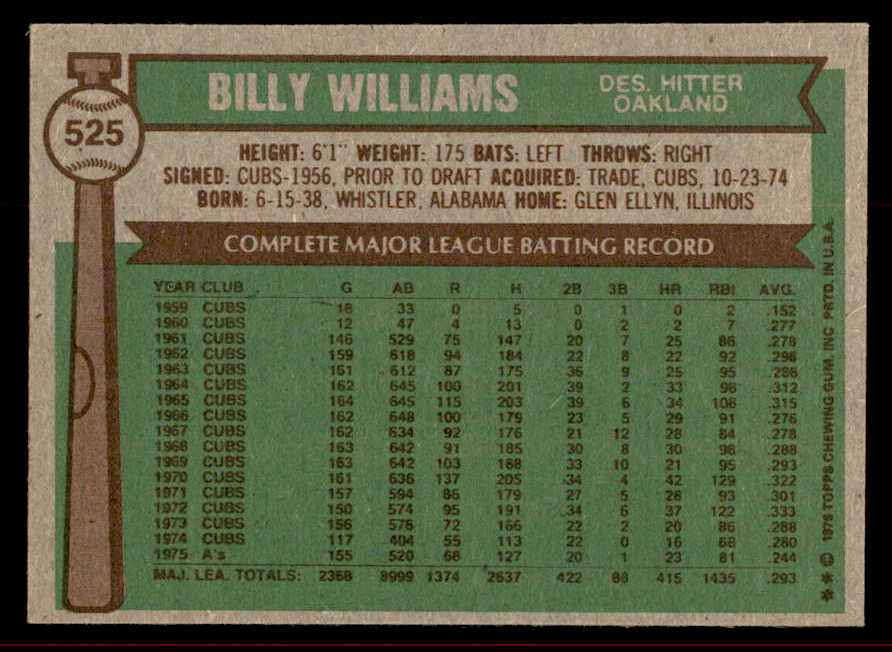 BILLY WILLIAMS
DES. HITTER
OAKLAND
525
HEIGHT: 6'1" WEIGHT: 175 BATS: LEFT THROWS: RIGHT
SIGNED: CUBS-1956, PRIOR TO DRAFT ACQUIRED: TRADE, CUBS, 10-23-74
BORN: 6-15-38, WHISTLER, ALABAMA HOME: GLEN ELLYN, ILLINOIS
COMPLETE MAJOR LEAGUE BATTING RECORD
YEAR CLUB G AB R H 2B 3B HR RBI AVG.
1959 CUBS 18 33 0 5 0 1 0 2 .152
1960 CUBS 12 47 4 13 0 2 2 7 .277
1961 CUBS 146 529 75 147 20 7 25 86 .278
1962 CUBS 159 618 94 184 22 8 22 92 .298
1963 CUBS 161 612 87 175 36 9 25 95 .286
1964 CUBS 162 645 100 201 39 2 33 98 .312
1965 CUBS 164 645 115 203 39 6 34 108 .315
1966 CUBS 162 648 100 179 23 5 29 91 .276
1967 CUBS 162 634 92 176 21 12 28 84 .278
1968 CUBS 163 642 91 185 30 8 30 98 .288
1969 CUBS 163 642 103 188 33 10 21 95 .293
1970 CUBS 161 636 137 205 34 4 42 129 .322
1971 CUBS 157 594 86 179 27 5 28 93 .301
1972 CUBS 150 574 95 191 34 6 37 122 .333
1973 CUBS 156 576 72 166 22 2 20 86 .288
1974 CUBS 117 404 55 113 22 0 16 68 .280
1975 A's 155 520 68 127 20 1 23 81 .244
MAJ. LEA. TOTALS: 2368 8999 1374 2637 422 88 415 1435 .293
** © 1976 TOPPS CHEWING GUM, INC. PRTD. IN U.S.A.